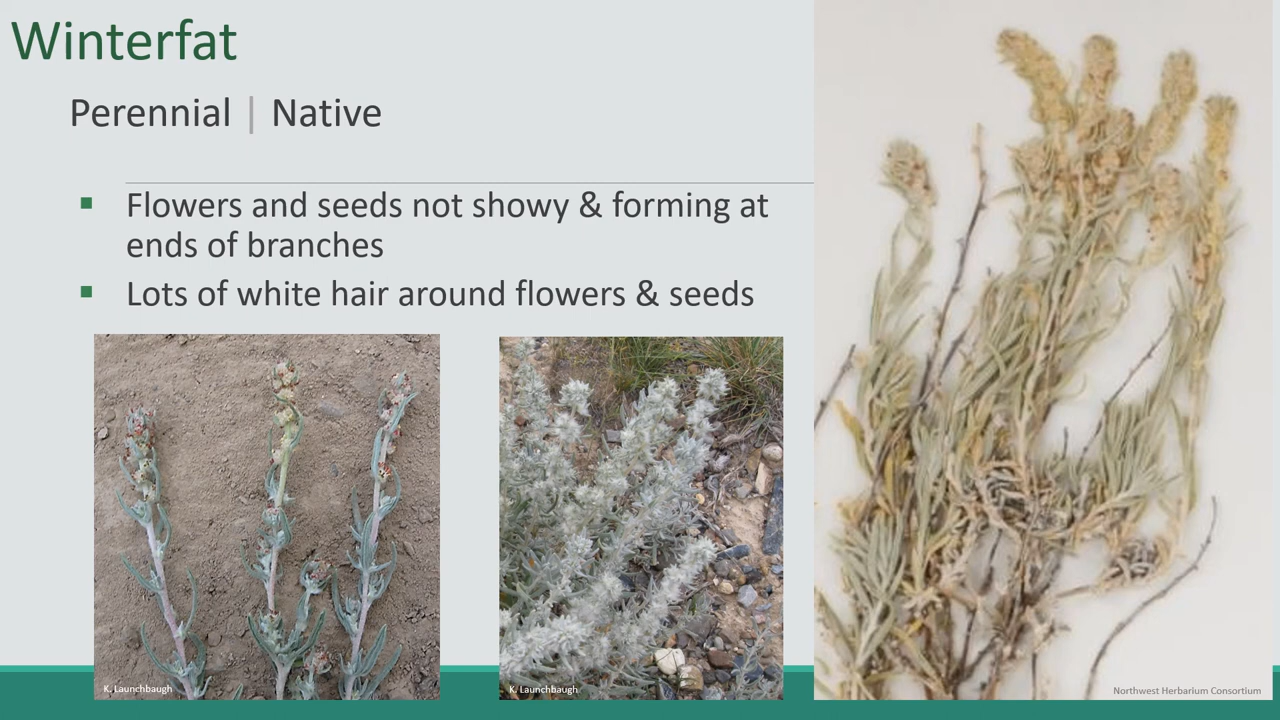 Winterfat
Perennial | Native
Flowers and seeds not showy & forming at
ends of branches
Lots of white hair around flowers & seeds
K. Launchbaugh
K. Launchbaugh
Northwest Herbarium Consortium